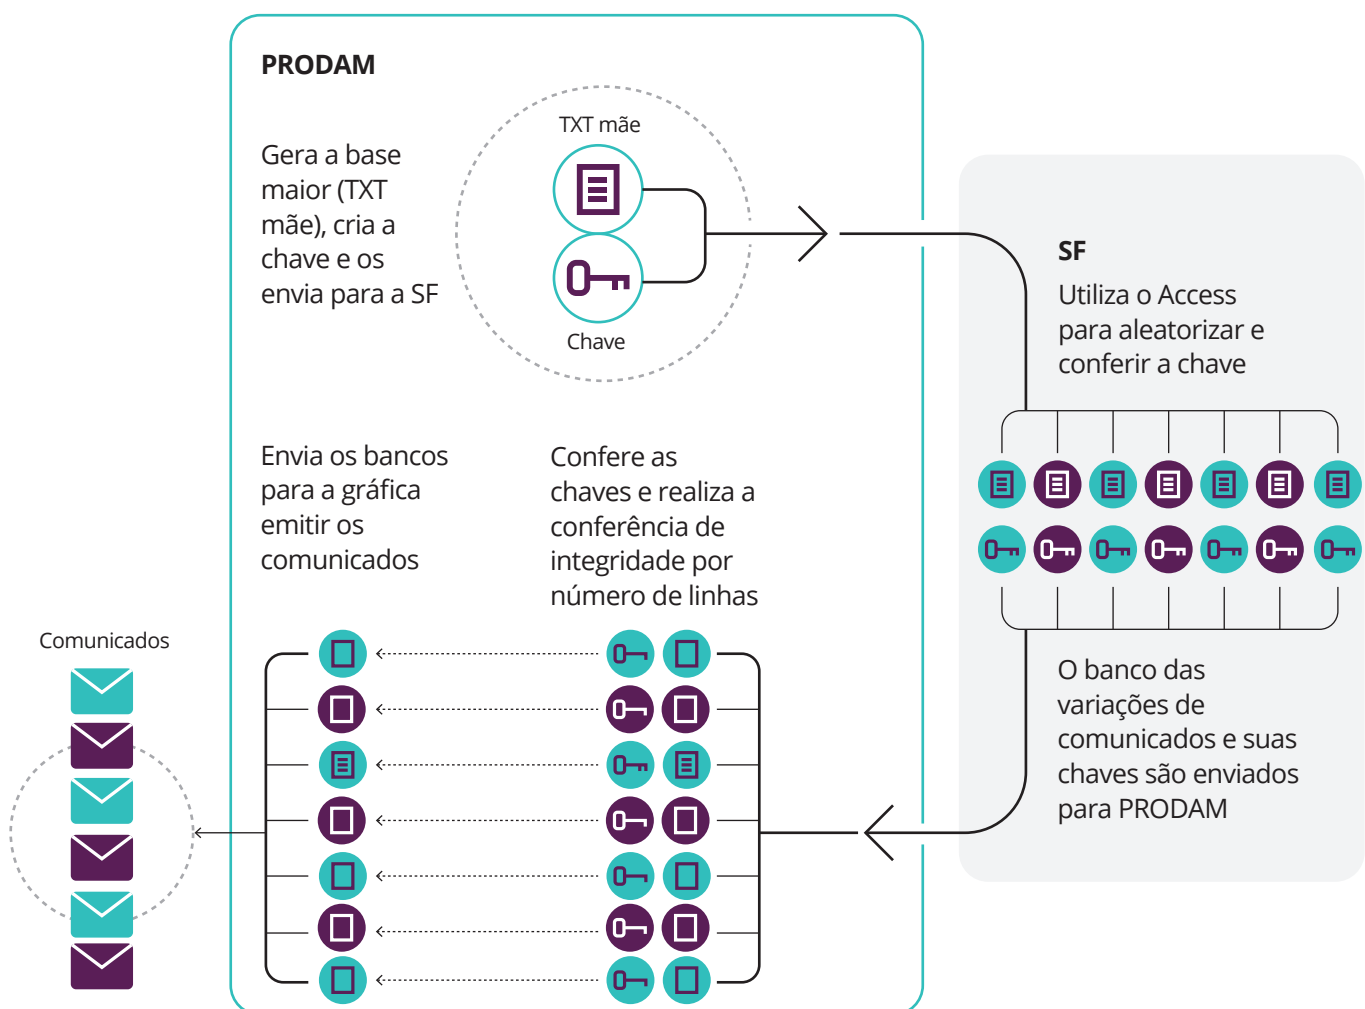 PRODAM
Gera a base
maior (TXT
mãe), cria a
chave e os
envia para a SF
TXT mãe
Chave
SF
Utiliza o Access
para aleatorizar e
conferir a chave
O banco das
variações de
comunicados e suas
chaves são enviados
para PRODAM
Confere as
chaves e realiza a
conferência de
integridade por
número de linhas
Envia os bancos
para a gráfica
emitir os
comunicados
Comunicados